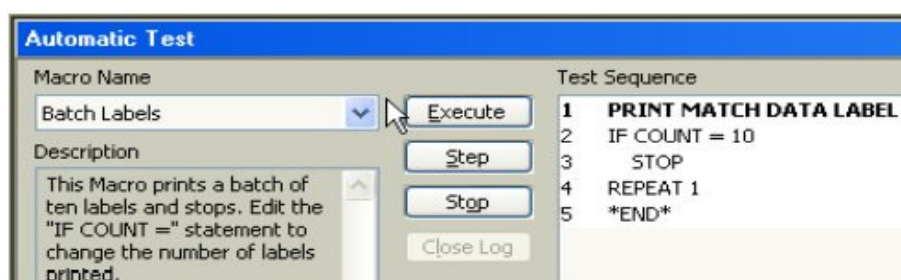 Automatic Test
Macro Name
Batch Labels
Description
This Macro prints a batch of
ten labels and stops. Edit the
"IF COUNT =" statement to
change the number of labels
printed.
Execute
Step
Stop
Close Log
Test Sequence
1 PRINT MATCH DATA LABEL
2 IF COUNT = 10
3 STOP
4 REPEAT 1
5 *END*